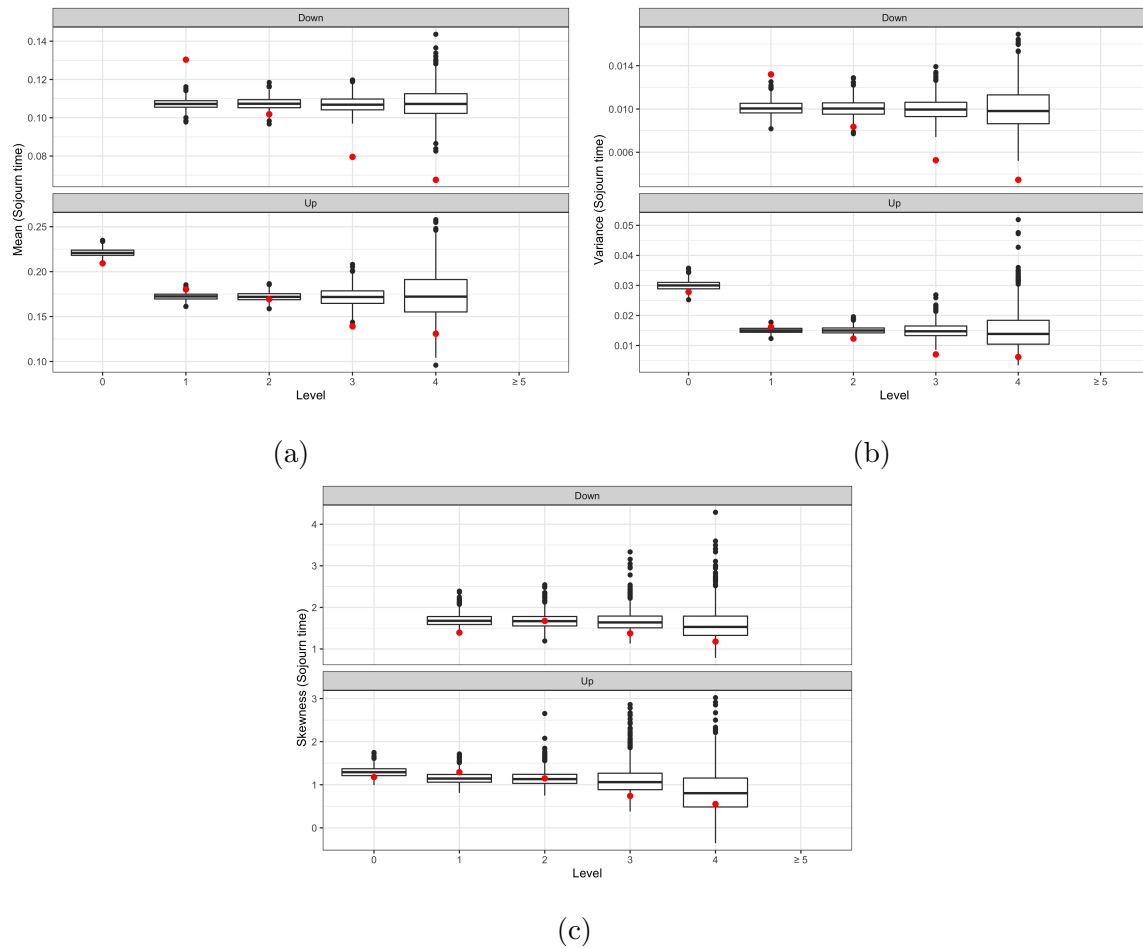 Down
0.14
0.12
0.10
0.08
Up
0.25
0.20
0.15
0.10
Mean (Sojourn time)
0 1 2 3 4 ≥ 5
Level
(a)
Down
0.014
0.010
0.006
Up
0.05
0.04
0.03
0.02
0.01
Variance (Sojourn time)
0 1 2 3 4 ≥ 5
Level
(b)
Down
4
3
2
1
Up
3
2
1
0
Skewness (Sojourn time)
0 1 2 3 4 ≥ 5
Level
(c)